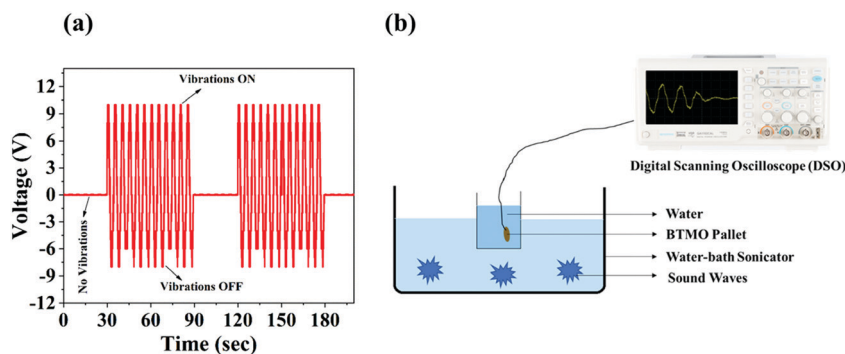 (a)
(b)
Vibrations ON
12
9
6
3
0
-3
-6
-9
-12
Voltage (V)
No Vibrations
Vibrations OFF
0
30
60
90
120
150
180
Time (sec)
Digital Scanning Oscilloscope (DSO)
Water
BTMO Pallet
Water-bath Sonicator
Sound Waves